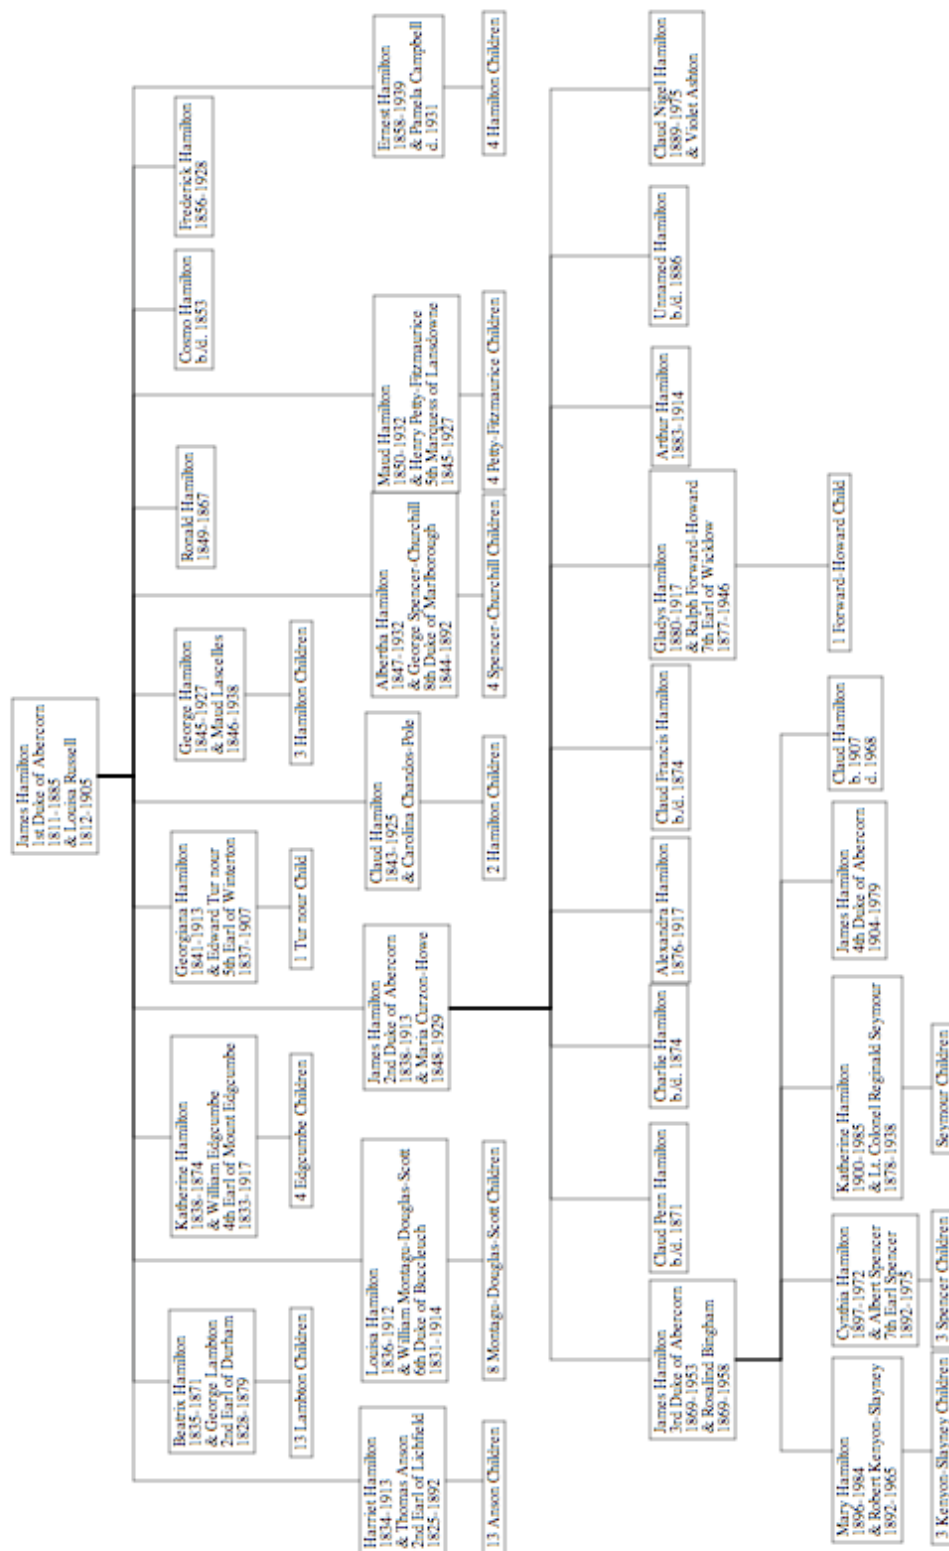 James Hamilton
1st Duke of Abercorn
1811-1885
& Louisa Russell
1812-1905
Beatrix Hamilton
1835-1871
& George Lambton
2nd Earl of Durham
1828-1879
13 Lambton Children
Katherine Hamilton
1838-1874
& William Edgcumbe
4th Earl of Mount Edgcumbe
1833-1917
4 Edgcumbe Children
Georgiana Hamilton
1841-1913
& Edward Tur nour
5th Earl of Winterton
1837-1907
1 Tur nour Child
George Hamilton
1845-1927
& Maud Lascelles
1846-1938
3 Hamilton Children
Ronald Hamilton
1849-1867
Cosmo Hamilton
b./d. 1853
Frederick Hamilton
1856-1928
Harriet Hamilton
1834-1913
& Thomas Anson
2nd Earl of Lichfield
1825-1892
13 Anson Children
Louisa Hamilton
1836-1912
& William Montagu-Douglas-Scott
6th Duke of Buccleuch
1831-1914
8 Montagu-Douglas-Scott Children
James Hamilton
2nd Duke of Abercorn
1838-1913
& Maria Curzon-Howe
1848-1929
Claud Hamilton
1843-1925
& Carolina Chandos-Pole
2 Hamilton Children
Albertha Hamilton
1847-1932
& George Spencer-Churchill
8th Duke of Marlborough
1844-1892
4 Spencer-Churchill Children
Maud Hamilton
1850-1932
& Henry Petty-Fitzmaurice
5th Marquess of Lansdowne
1845-1927
4 Petty-Fitzmaurice Children
Ernest Hamilton
1858-1939
& Pamela Campbell
d. 1931
4 Hamilton Children
James Hamilton
3rd Duke of Abercorn
1869-1953
& Rosalind Bingham
1869-1958
Claud Penn Hamilton
b./d. 1871
Charlie Hamilton
b./d. 1874
Alexandra Hamilton
1876-1917
Claud Francis Hamilton
b./d. 1874
Gladys Hamilton
1880-1917
& Ralph Forward-Howard
7th Earl of Wicklow
1877-1946
1 Forward-Howard Child
Arthur Hamilton
1883-1914
Unnamed Hamilton
b./d. 1886
Claud Nigel Hamilton
1889-1975
& Violet Ashton
Mary Hamilton
1896-1984
& Robert Kenyon-Slayney
1892-1965
3 Kenyon-Slayney Children
Cynthia Hamilton
1897-1972
& Albert Spencer
7th Earl Spencer
1892-1975
3 Spencer Children
Katherine Hamilton
1900-1985
& Lt. Colonel Reginald Seymour
1878-1938
Seymour Children
James Hamilton
4th Duke of Abercorn
1904-1979
Claud Hamilton
b. 1907
d. 1968